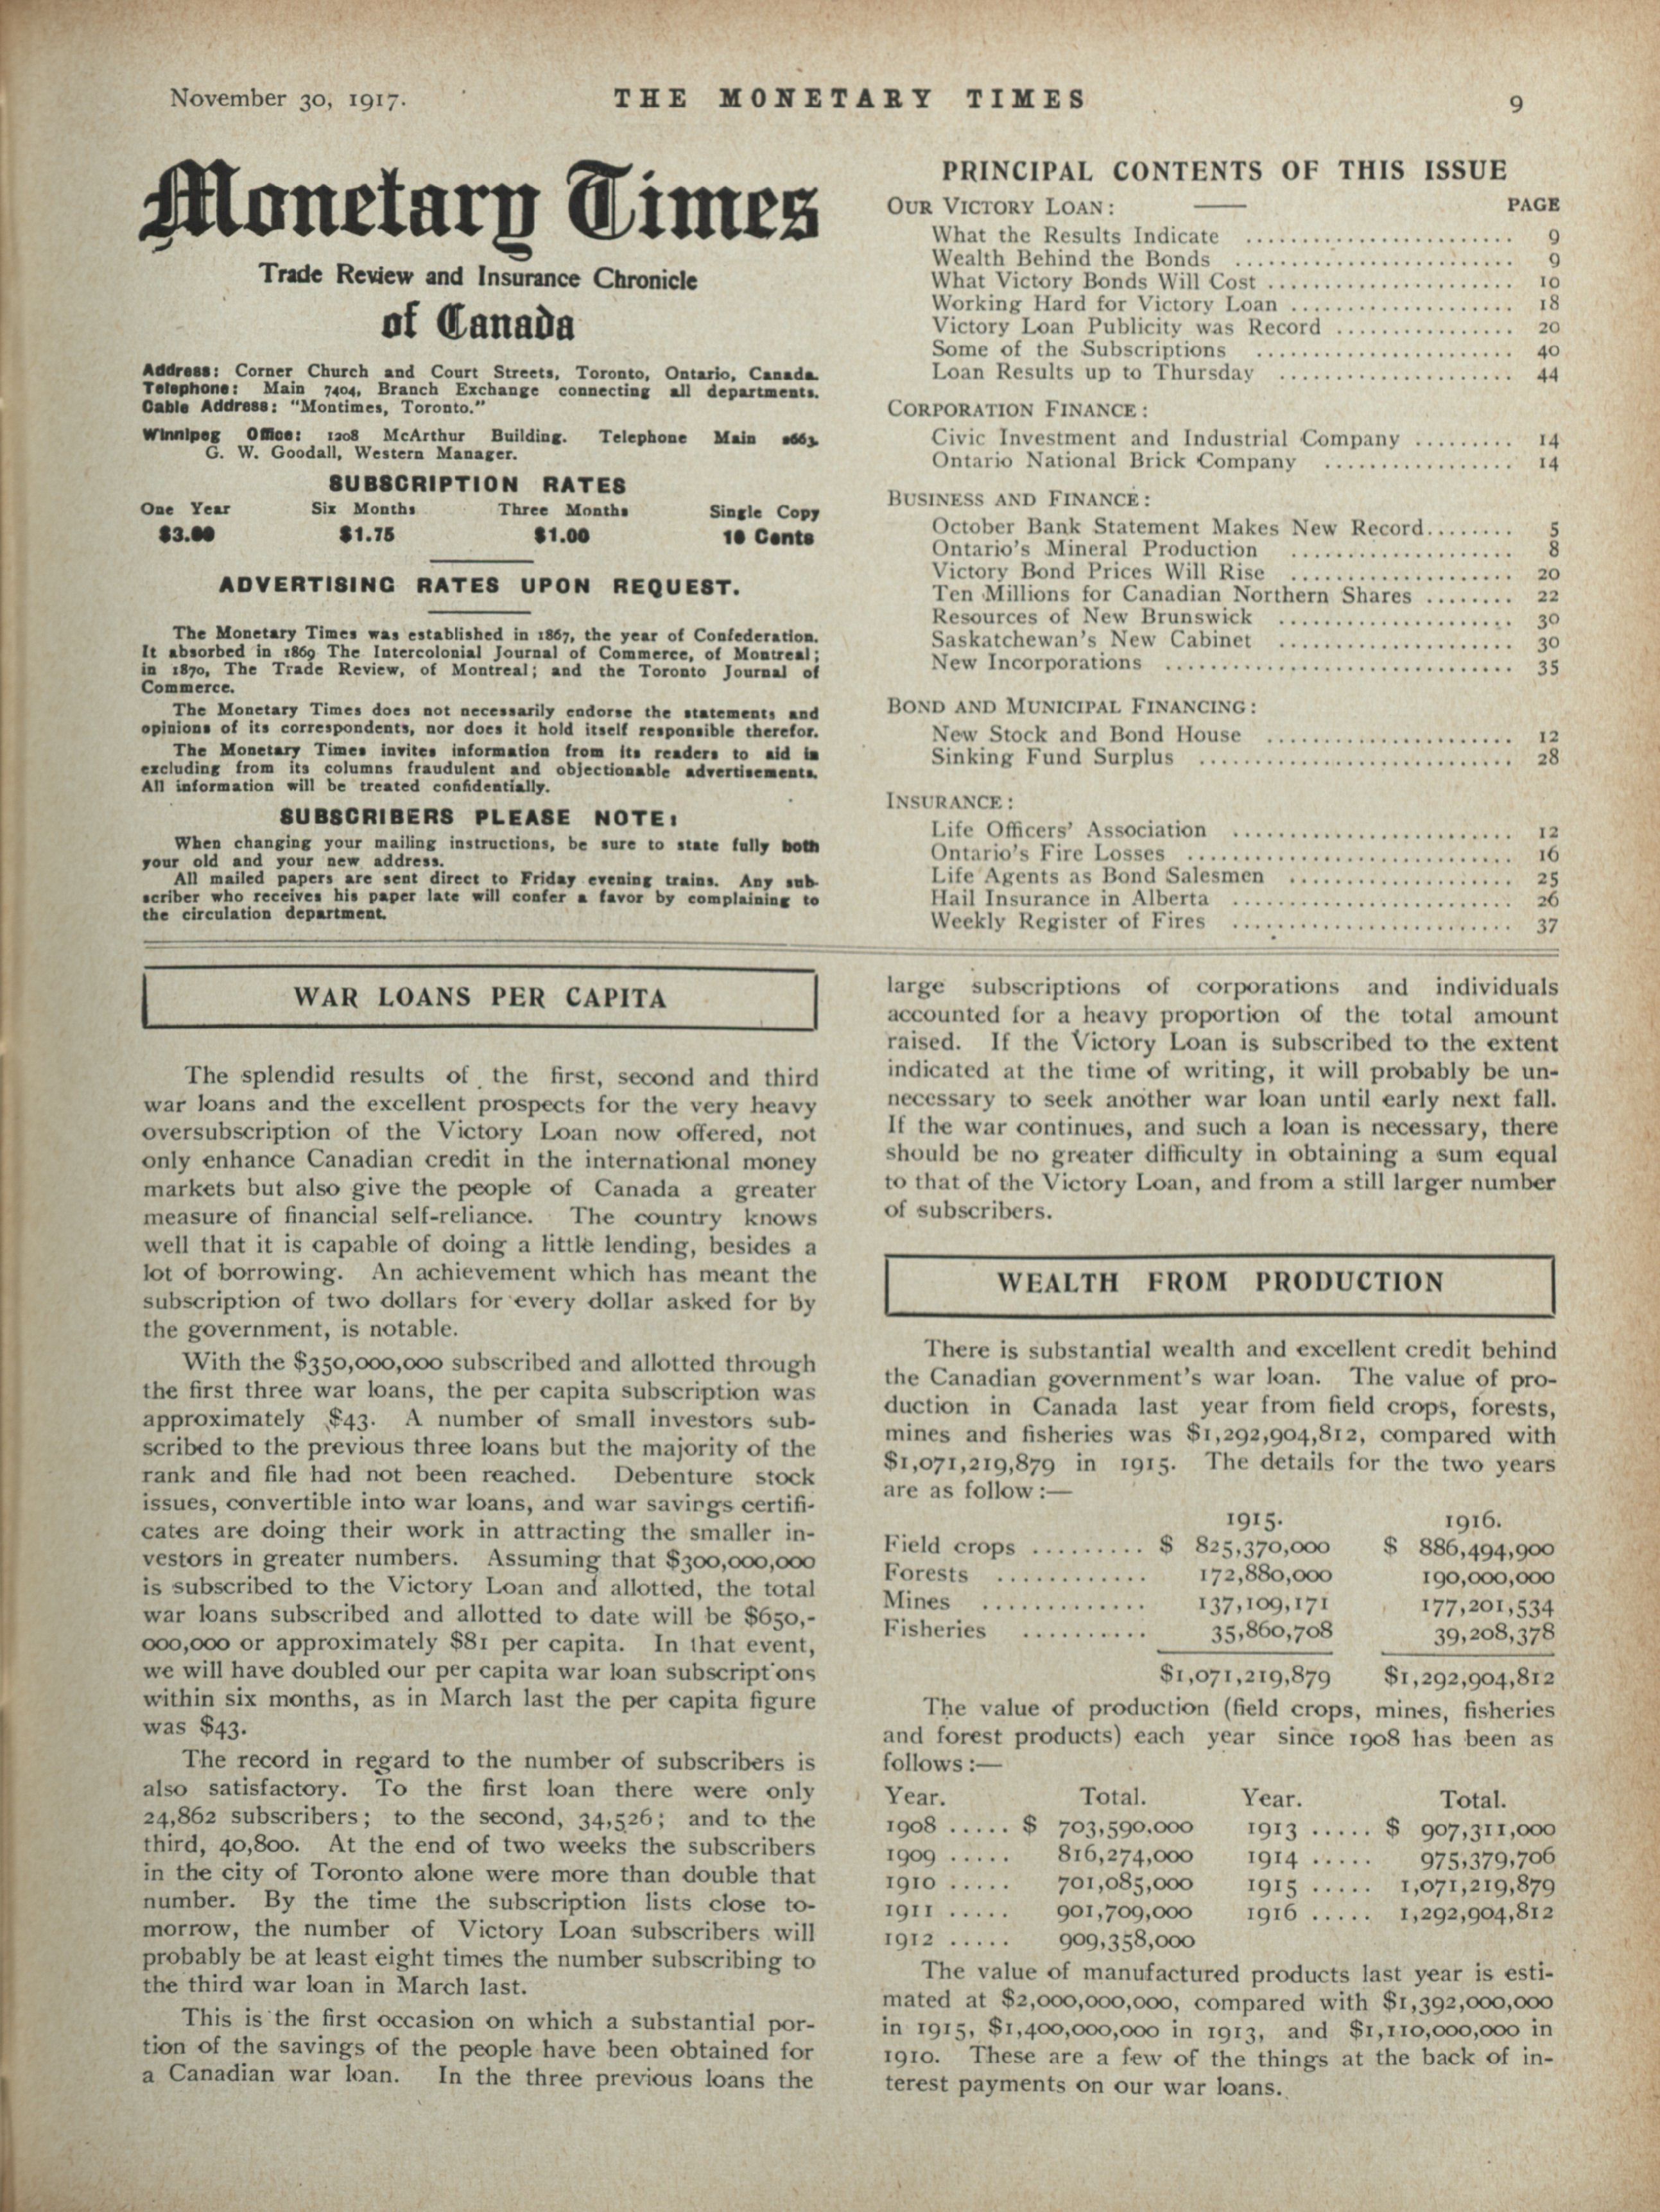 November 30, 1917.
THE MONETARY TIMES
9
Monetary Times
Trade Review and Insurance Chronicle
of Canada
Address: Corner Church and Court Streets, Toronto, Ontario, Canada.
Telephone: Main 7404, Branch Exchange connecting all departments.
Cable Address: "Montimes, Toronto."
Winnipeg Office: 1208 McArthur Building. Telephone Main 2663.
G. W. Goodall, Western Manager.
SUBSCRIPTION RATES
One Year Six Months Three Months Single Copy
$3.00 $1.75 $1.00 10 Cents
ADVERTISING RATES UPON REQUEST.
The Monetary Times was established in 1867, the year of Confederation.
It absorbed in 1869 The Intercolonial Journal of Commerce, of Montreal;
in 1870, The Trade Review, of Montreal; and the Toronto Journal of
Commerce.
The Monetary Times does not necessarily endorse the statements and
opinions of its correspondents, nor does it hold itself responsible therefor.
The Monetary Times invites information from its readers to aid in
excluding from its columns fraudulent and objectionable advertisements.
All information will be treated confidentially.
SUBSCRIBERS PLEASE NOTE:
When changing your mailing instructions, be sure to state fully both
your old and your new address.
All mailed papers are sent direct to Friday evening trains. Any sub-
scriber who receives his paper late will confer a favor by complaining to
the circulation department.
PRINCIPAL CONTENTS OF THIS ISSUE
OUR VICTORY LOAN: PAGE
What the Results Indicate ........................ 9
Wealth Behind the Bonds ......................... 9
What Victory Bonds Will Cost ...................... 10
Working Hard for Victory Loan .................... 18
Victory Loan Publicity was Record ................ 20
Some of the Subscriptions ....................... 40
Loan Results up to Thursday ..................... 44
CORPORATION FINANCE:
Civic Investment and Industrial Company ......... 14
Ontario National Brick Company ................. 14
BUSINESS AND FINANCE:
October Bank Statement Makes New Record........ 5
Ontario's Mineral Production .................... 8
Victory Bond Prices Will Rise .................... 20
Ten Millions for Canadian Northern Shares ........ 22
Resources of New Brunswick ..................... 30
Saskatchewan's New Cabinet ..................... 30
New Incorporations ............................... 35
BOND AND MUNICIPAL FINANCING:
New Stock and Bond House ...................... 12
Sinking Fund Surplus ............................ 28
INSURANCE:
Life Officers' Association ......................... 12
Ontario's Fire Losses ............................. 16
Life Agents as Bond Salesmen .................... 25
Hail Insurance in Alberta ......................... 26
Weekly Register of Fires ......................... 37
WAR LOANS PER CAPITA
The splendid results of the first, second and third
war loans and the excellent prospects for the very heavy
oversubscription of the Victory Loan now offered, not
only enhance Canadian credit in the international money
markets but also give the people of Canada a greater
measure of financial self-reliance. The country knows
well that it is capable of doing a little lending, besides a
lot of borrowing. An achievement which has meant the
subscription of two dollars for every dollar asked for by
the government, is notable.
With the $350,000,000 subscribed and allotted through
the first three war loans, the per capita subscription was
approximately $43. A number of small investors sub-
scribed to the previous three loans but the majority of the
rank and file had not been reached. Debenture stock
issues, convertible into war loans, and war savings certifi-
cates are doing their work in attracting the smaller in-
vestors in greater numbers. Assuming that $300,000,000
is subscribed to the Victory Loan and allotted, the total
war loans subscribed and allotted to date will be $650,-
000,000 or approximately $81 per capita. In that event,
we will have doubled our per capita war loan subscript ons
within six months, as in March last the per capita figure
was $43.
The record in regard to the number of subscribers is
also satisfactory. To the first loan there were only
24,862 subscribers; to the second, 34,526; and to the
third, 40,800. At the end of two weeks the subscribers
in the city of Toronto alone were more than double that
number. By the time the subscription lists close to-
morrow, the number of Victory Loan subscribers will
probably be at least eight times the number subscribing to
the third war loan in March last.
This is the first occasion on which a substantial por-
tion of the savings of the people have been obtained for
a Canadian war loan. In the three previous loans the
large subscriptions of corporations and individuals
accounted for a heavy proportion of the total amount
raised. If the Victory Loan is subscribed to the extent
indicated at the time of writing, it will probably be un-
necessary to seek another war loan until early next fall.
If the war continues, and such a loan is necessary, there
should be no greater difficulty in obtaining a sum equal
to that of the Victory Loan, and from a still larger number
of subscribers.
WEALTH FROM PRODUCTION
There is substantial wealth and excellent credit behind
the Canadian government's war loan. The value of pro-
duction in Canada last year from field crops, forests,
mines and fisheries was $1,292,904,812, compared with
$1,071,219,879 in 1915. The details for the two years
are as follow:—
1915. 1916.
Field crops ......... $ 825,370,000 $ 886,494,900
Forests ............ 172,880,000 190,000,000
Mines ............. 137,109,171 177,201,534
Fisheries .......... 35,860,708 39,208,378
$1,071,219,879 $1,292,904,812
The value of production (field crops, mines, fisheries
and forest products) each year since 1908 has been as
follows:—
Year. Total. Year. Total.
1908 ..... $ 703,590,000 1913 ..... $ 907,311,000
1909 ..... 816,274,000 1914 ..... 975,379,706
1910 ..... 701,085,000 1915 ..... 1,071,219,879
1911 ..... 901,709,000 1916 ..... 1,292,904,812
1912 ..... 909,358,000
The value of manufactured products last year is esti-
mated at $2,000,000,000, compared with $1,392,000,000
in 1915, $1,400,000,000 in 1913, and $1,110,000,000 in
1910. These are a few of the things at the back of in-
terest payments on our war loans.